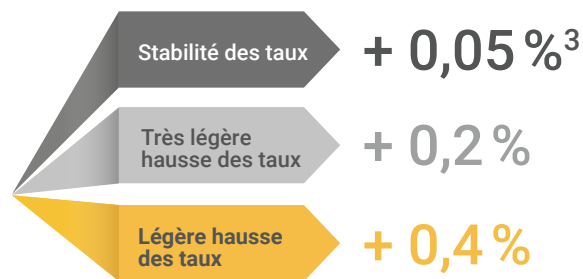 Stabilité des taux
+ 0,05 %³
Très légère
hausse des taux
+ 0,2 %
Légère hausse
des taux
+ 0,4 %